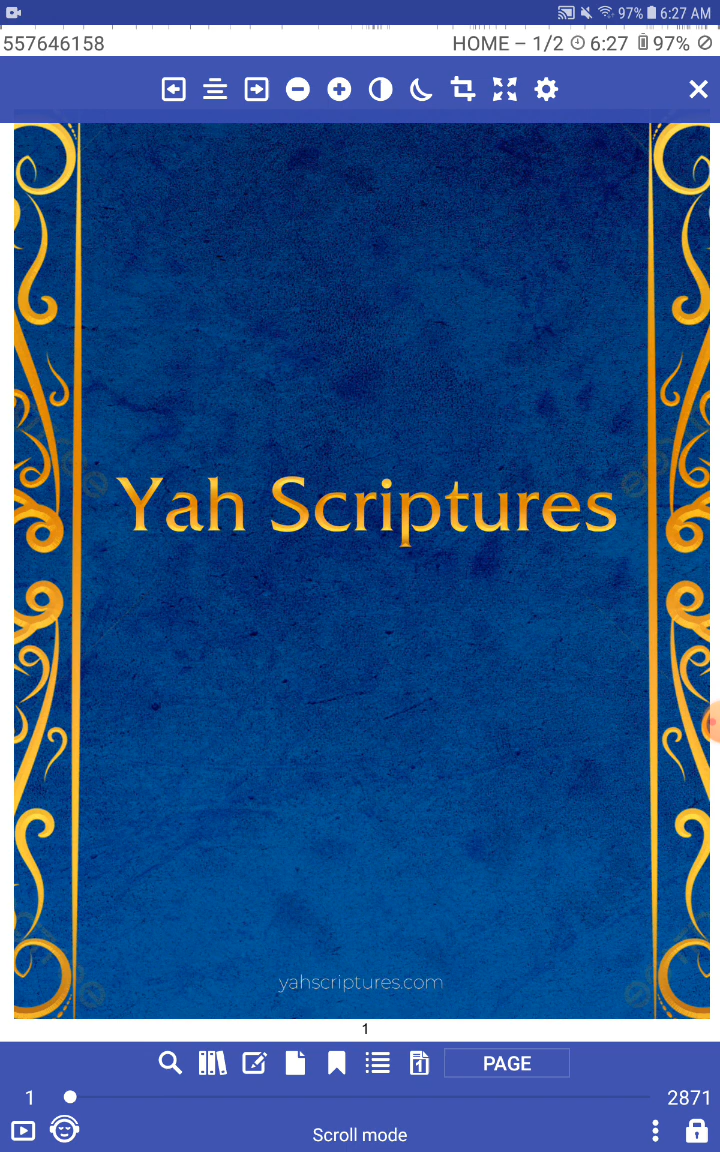 97% 6:27 AM
557646158 HOME – 1/2 6:27 97%
Yah Scriptures
yahscriptures.com
1
1 PAGE
1 2871
Scroll mode